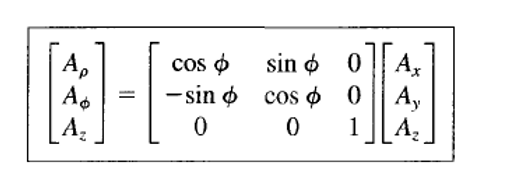 [A_ρ] = [cos ϕ sin ϕ 0] [A_x]
[A_ϕ] [−sin ϕ cos ϕ 0] [A_y]
[A_z] [0 0 1] [A_z]